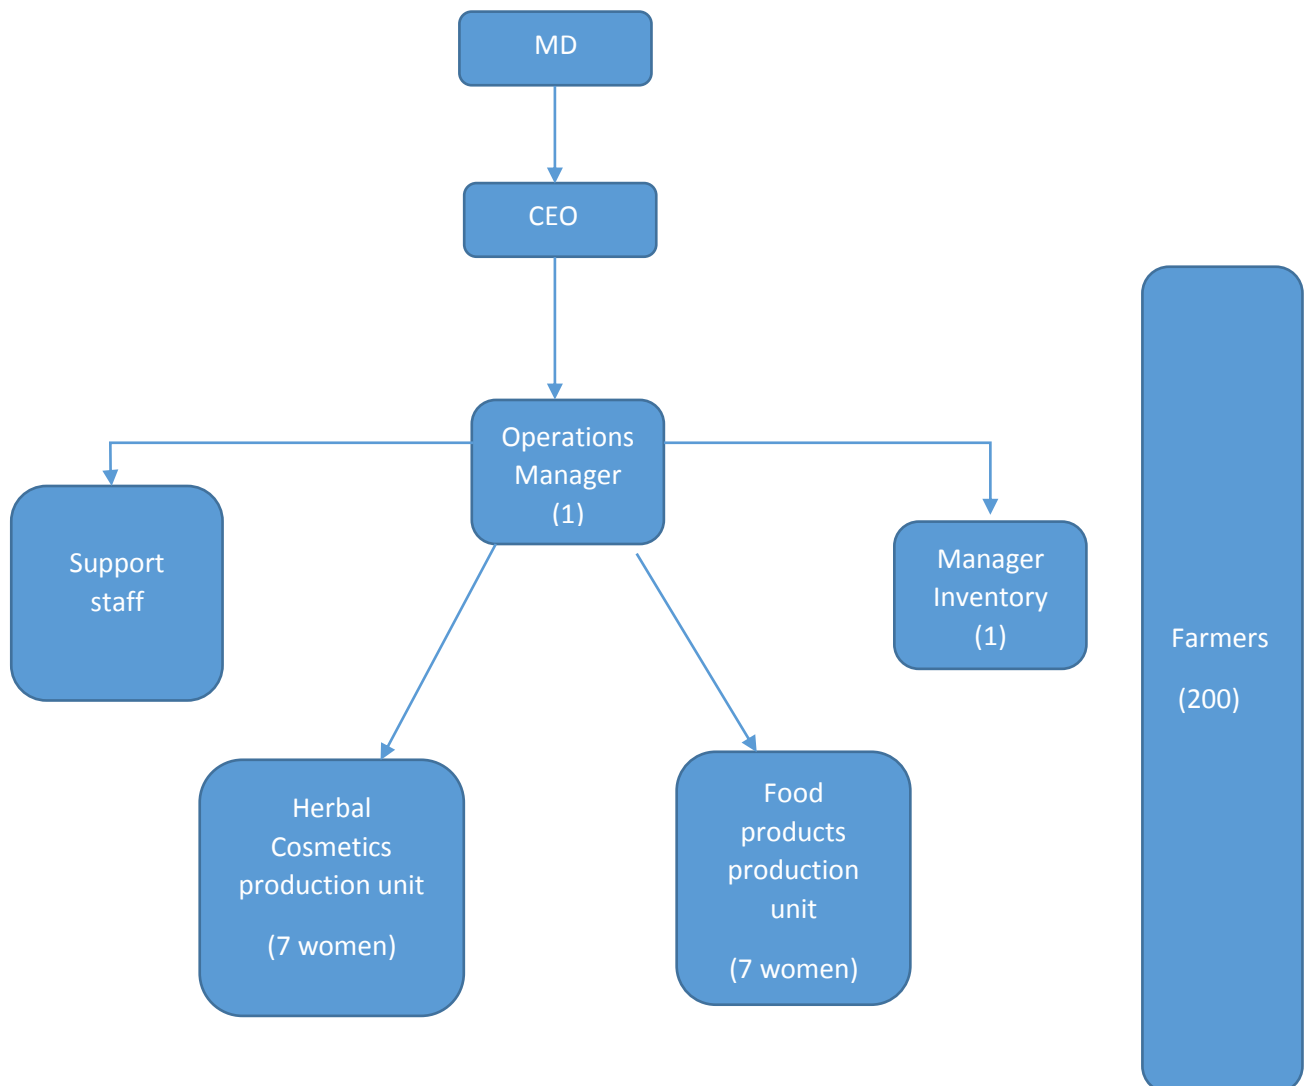 MD
CEO
Operations
Manager
(1)
Support
staff
Manager
Inventory
(1)
Farmers
(200)
Herbal
Cosmetics
production unit
(7 women)
Food
products
production
unit
(7 women)